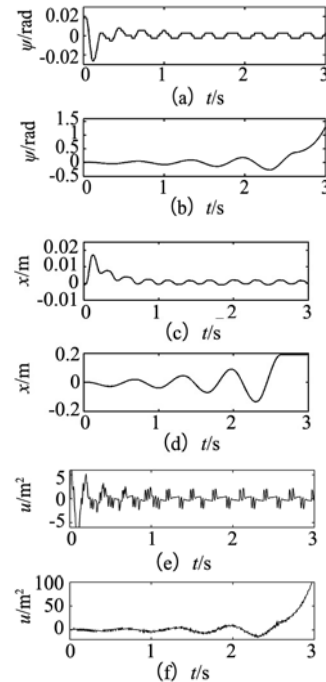 ψ/rad
0.02
0
-0.02
0 1 2 3
(a) t/s
ψ/rad
1.5
1
0.5
0
-0.5
0 1 2 3
(b) t/s
x/m
0.02
0.01
0
-0.01
0 1 2 3
(c) t/s
x/m
0.2
0
-0.2
0 1 2 3
(d) t/s
u/m²
5
0
-5
0 1 2 3
(e) t/s
u/m²
100
50
0
0 1 2 3
(f) t/s